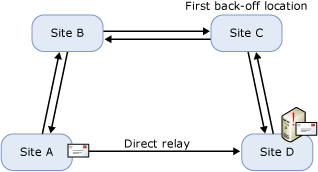 First back-off location
Site B
Site C
Direct relay
Site A
Site D